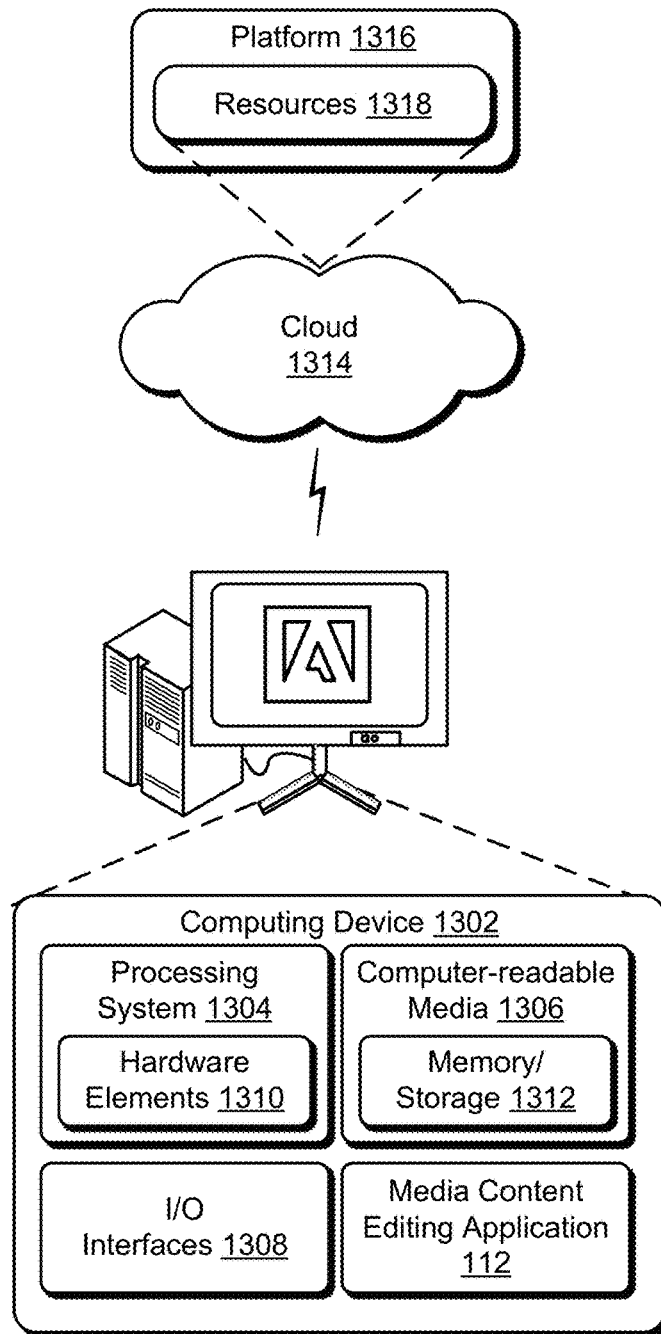 Platform 1316
Resources 1318
Cloud
1314
Computing Device 1302
Processing
System 1304
Hardware
Elements 1310
Computer-readable
Media 1306
Memory/
Storage 1312
I/O
Interfaces 1308
Media Content
Editing Application
112